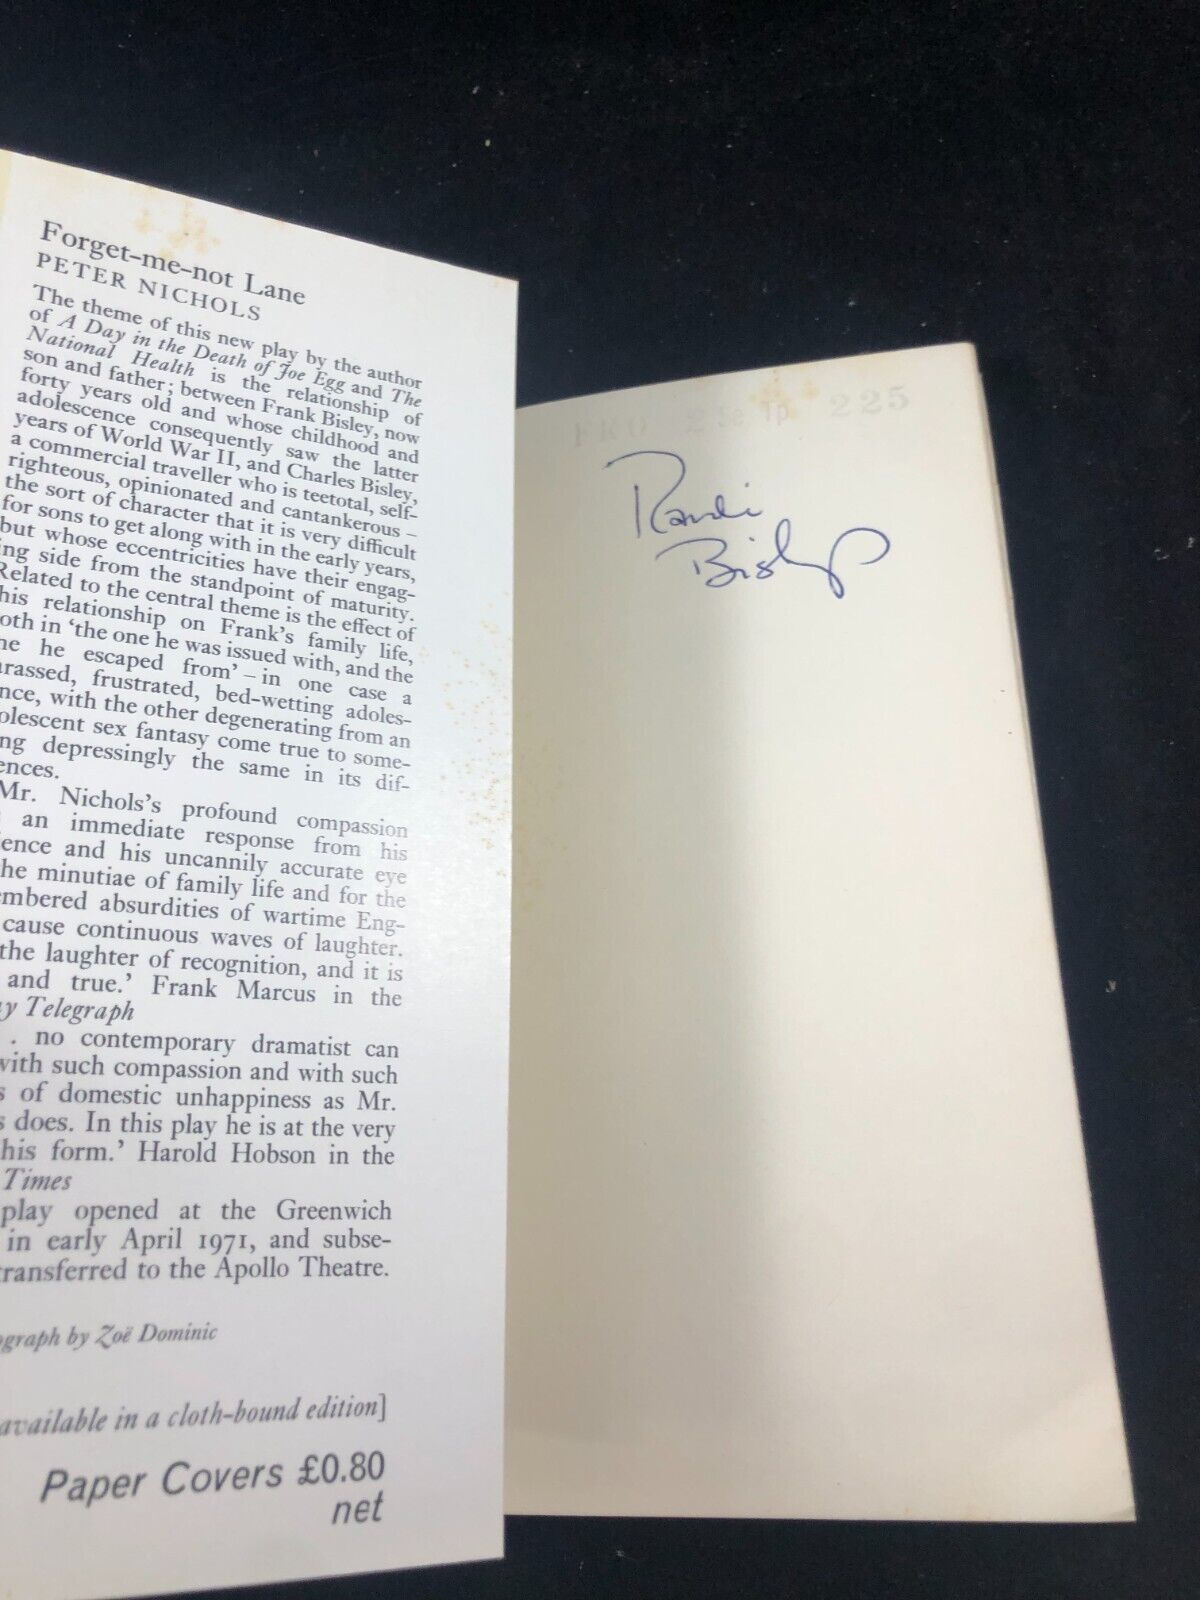 Forget-me-not Lane
PETER NICHOLS
The theme of this new play by the author
of A Day in the Death of Joe Egg and The
National Health is the relationship of
son and father; between Frank Bisley, now
forty years old and whose childhood and
adolescence consequently saw the latter
years of World War II, and Charles Bisley,
a commercial traveller who is teetotal, self-
righteous, opinionated and cantankerous –
the sort of character that it is very difficult
for sons to get along with in the early years,
but whose eccentricities have their engag-
ing side from the standpoint of maturity.
Related to the central theme is the effect of
his relationship on Frank's family life,
oth in 'the one he was issued with, and the
ne he escaped from' – in one case a
arassed, frustrated, bed-wetting adoles-
nce, with the other degenerating from an
olescent sex fantasy come true to some-
ng depressingly the same in its dif-
ences.
Mr. Nichols's profound compassion
an immediate response from his
ence and his uncannily accurate eye
he minutiae of family life and for the
embered absurdities of wartime Eng-
cause continuous waves of laughter.
the laughter of recognition, and it is
and true.' Frank Marcus in the
y Telegraph
. no contemporary dramatist can
with such compassion and with such
s of domestic unhappiness as Mr.
s does. In this play he is at the very
his form.' Harold Hobson in the
Times
play opened at the Greenwich
in early April 1971, and subse-
transferred to the Apollo Theatre.
ograph by Zoë Dominic
available in a cloth-bound edition]
Paper Covers £0.80
net
225
Randi
Bishop